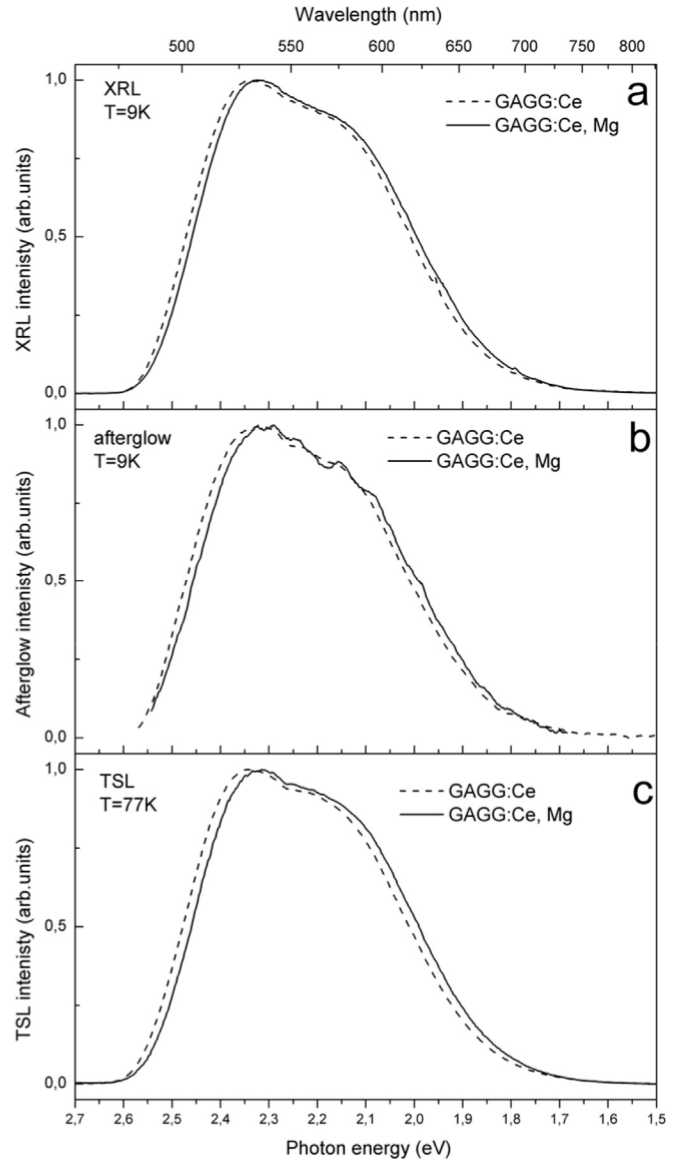 Wavelength (nm)
500 550 600 650 700 750 800
1,0
0,5
0,0
XRL intenisty (arb.units)
XRL
T=9K
GAGG:Ce
GAGG:Ce, Mg
a
1,0
0,5
0,0
Afterglow intenisty (arb.units)
afterglow
T=9K
GAGG:Ce
GAGG:Ce, Mg
b
1,0
0,5
0,0
TSL intenisty (arb.units)
TSL
T=77K
GAGG:Ce
GAGG:Ce, Mg
c
2,7 2,6 2,5 2,4 2,3 2,2 2,1 2,0 1,9 1,8 1,7 1,6 1,5
Photon energy (eV)